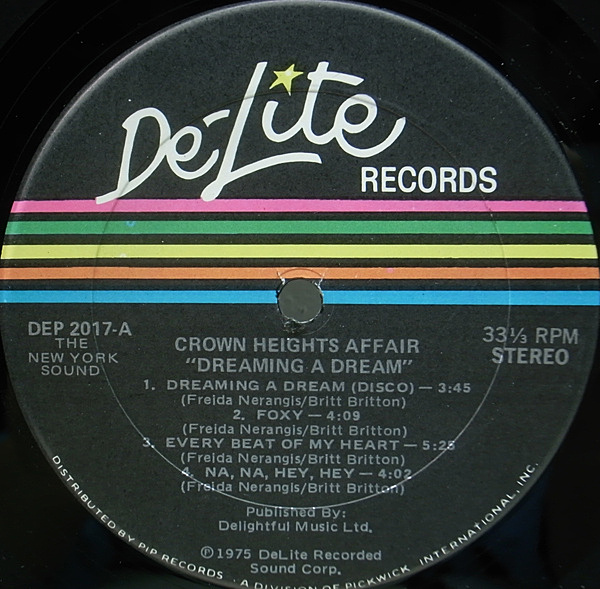 De-Lite
RECORDS
DEP 2017-A
THE
NEW YORK
SOUND
33⅓ RPM
STEREO
CROWN HEIGHTS AFFAIR
"DREAMING A DREAM"
1. DREAMING A DREAM (DISCO) — 3:45
(Freida Nerangis/Britt Britton)
2. FOXY — 4:09
(Freida Nerangis/Britt Britton)
3. EVERY BEAT OF MY HEART — 5:25
(Freida Nerangis/Britt Britton)
4. NA, NA, HEY, HEY — 4:02
(Freida Nerangis/Britt Britton)
Published By:
Delightful Music Ltd.
℗1975 DeLite Recorded
Sound Corp.
DISTRIBUTED BY PIP RECORDS . A DIVISION OF PICKWICK INTERNATIONAL, INC.